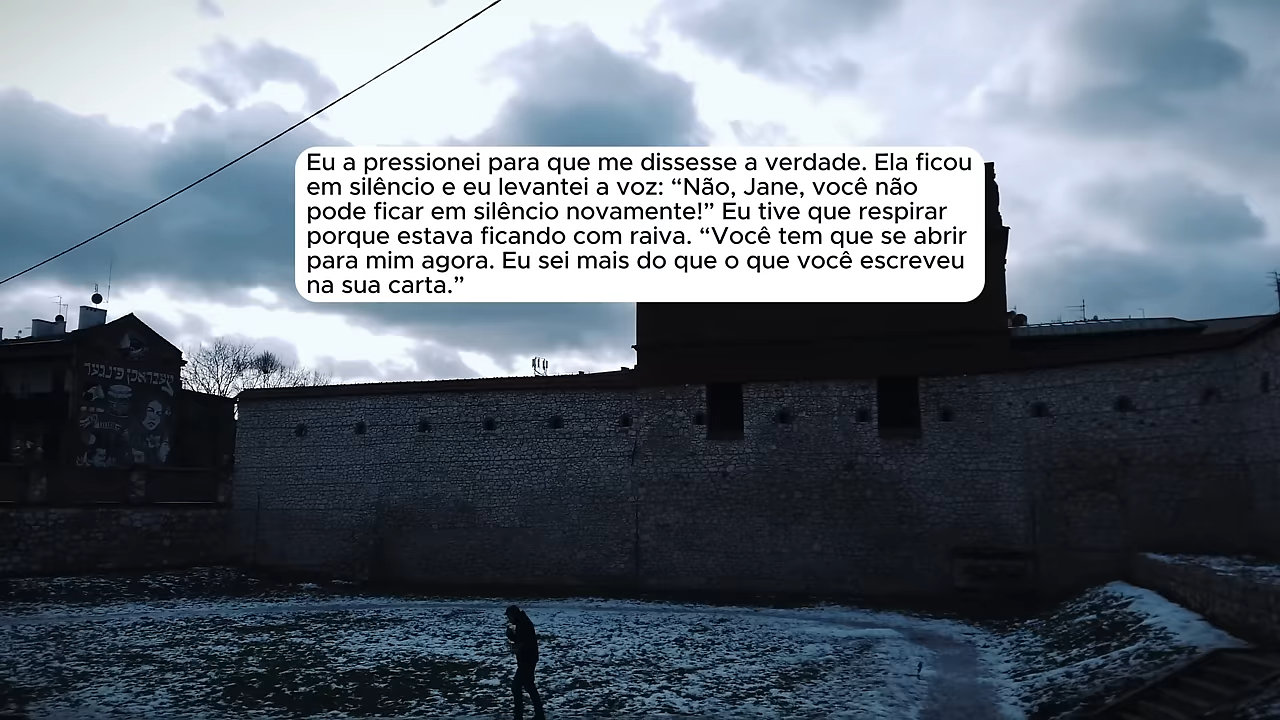 Eu a pressionei para que me dissesse a verdade. Ela ficou
em silêncio e eu levantei a voz: “Não, Jane, você não
pode ficar em silêncio novamente!” Eu tive que respirar
porque estava ficando com raiva. “Você tem que se abrir
para mim agora. Eu sei mais do que o que você escreveu
na sua carta.”